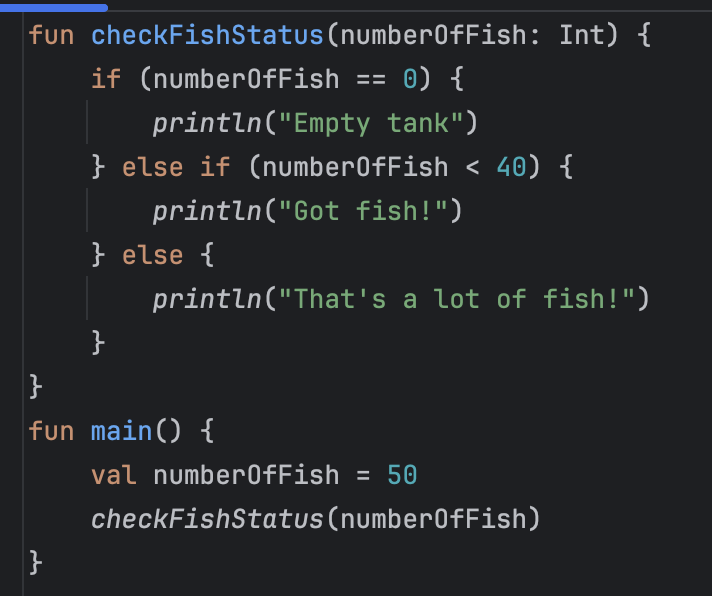 fun checkFishStatus(numberOfFish: Int) {
    if (numberOfFish == 0) {
        println("Empty tank")
    } else if (numberOfFish < 40) {
        println("Got fish!")
    } else {
        println("That's a lot of fish!")
    }
}
fun main() {
    val numberOfFish = 50
    checkFishStatus(numberOfFish)
}